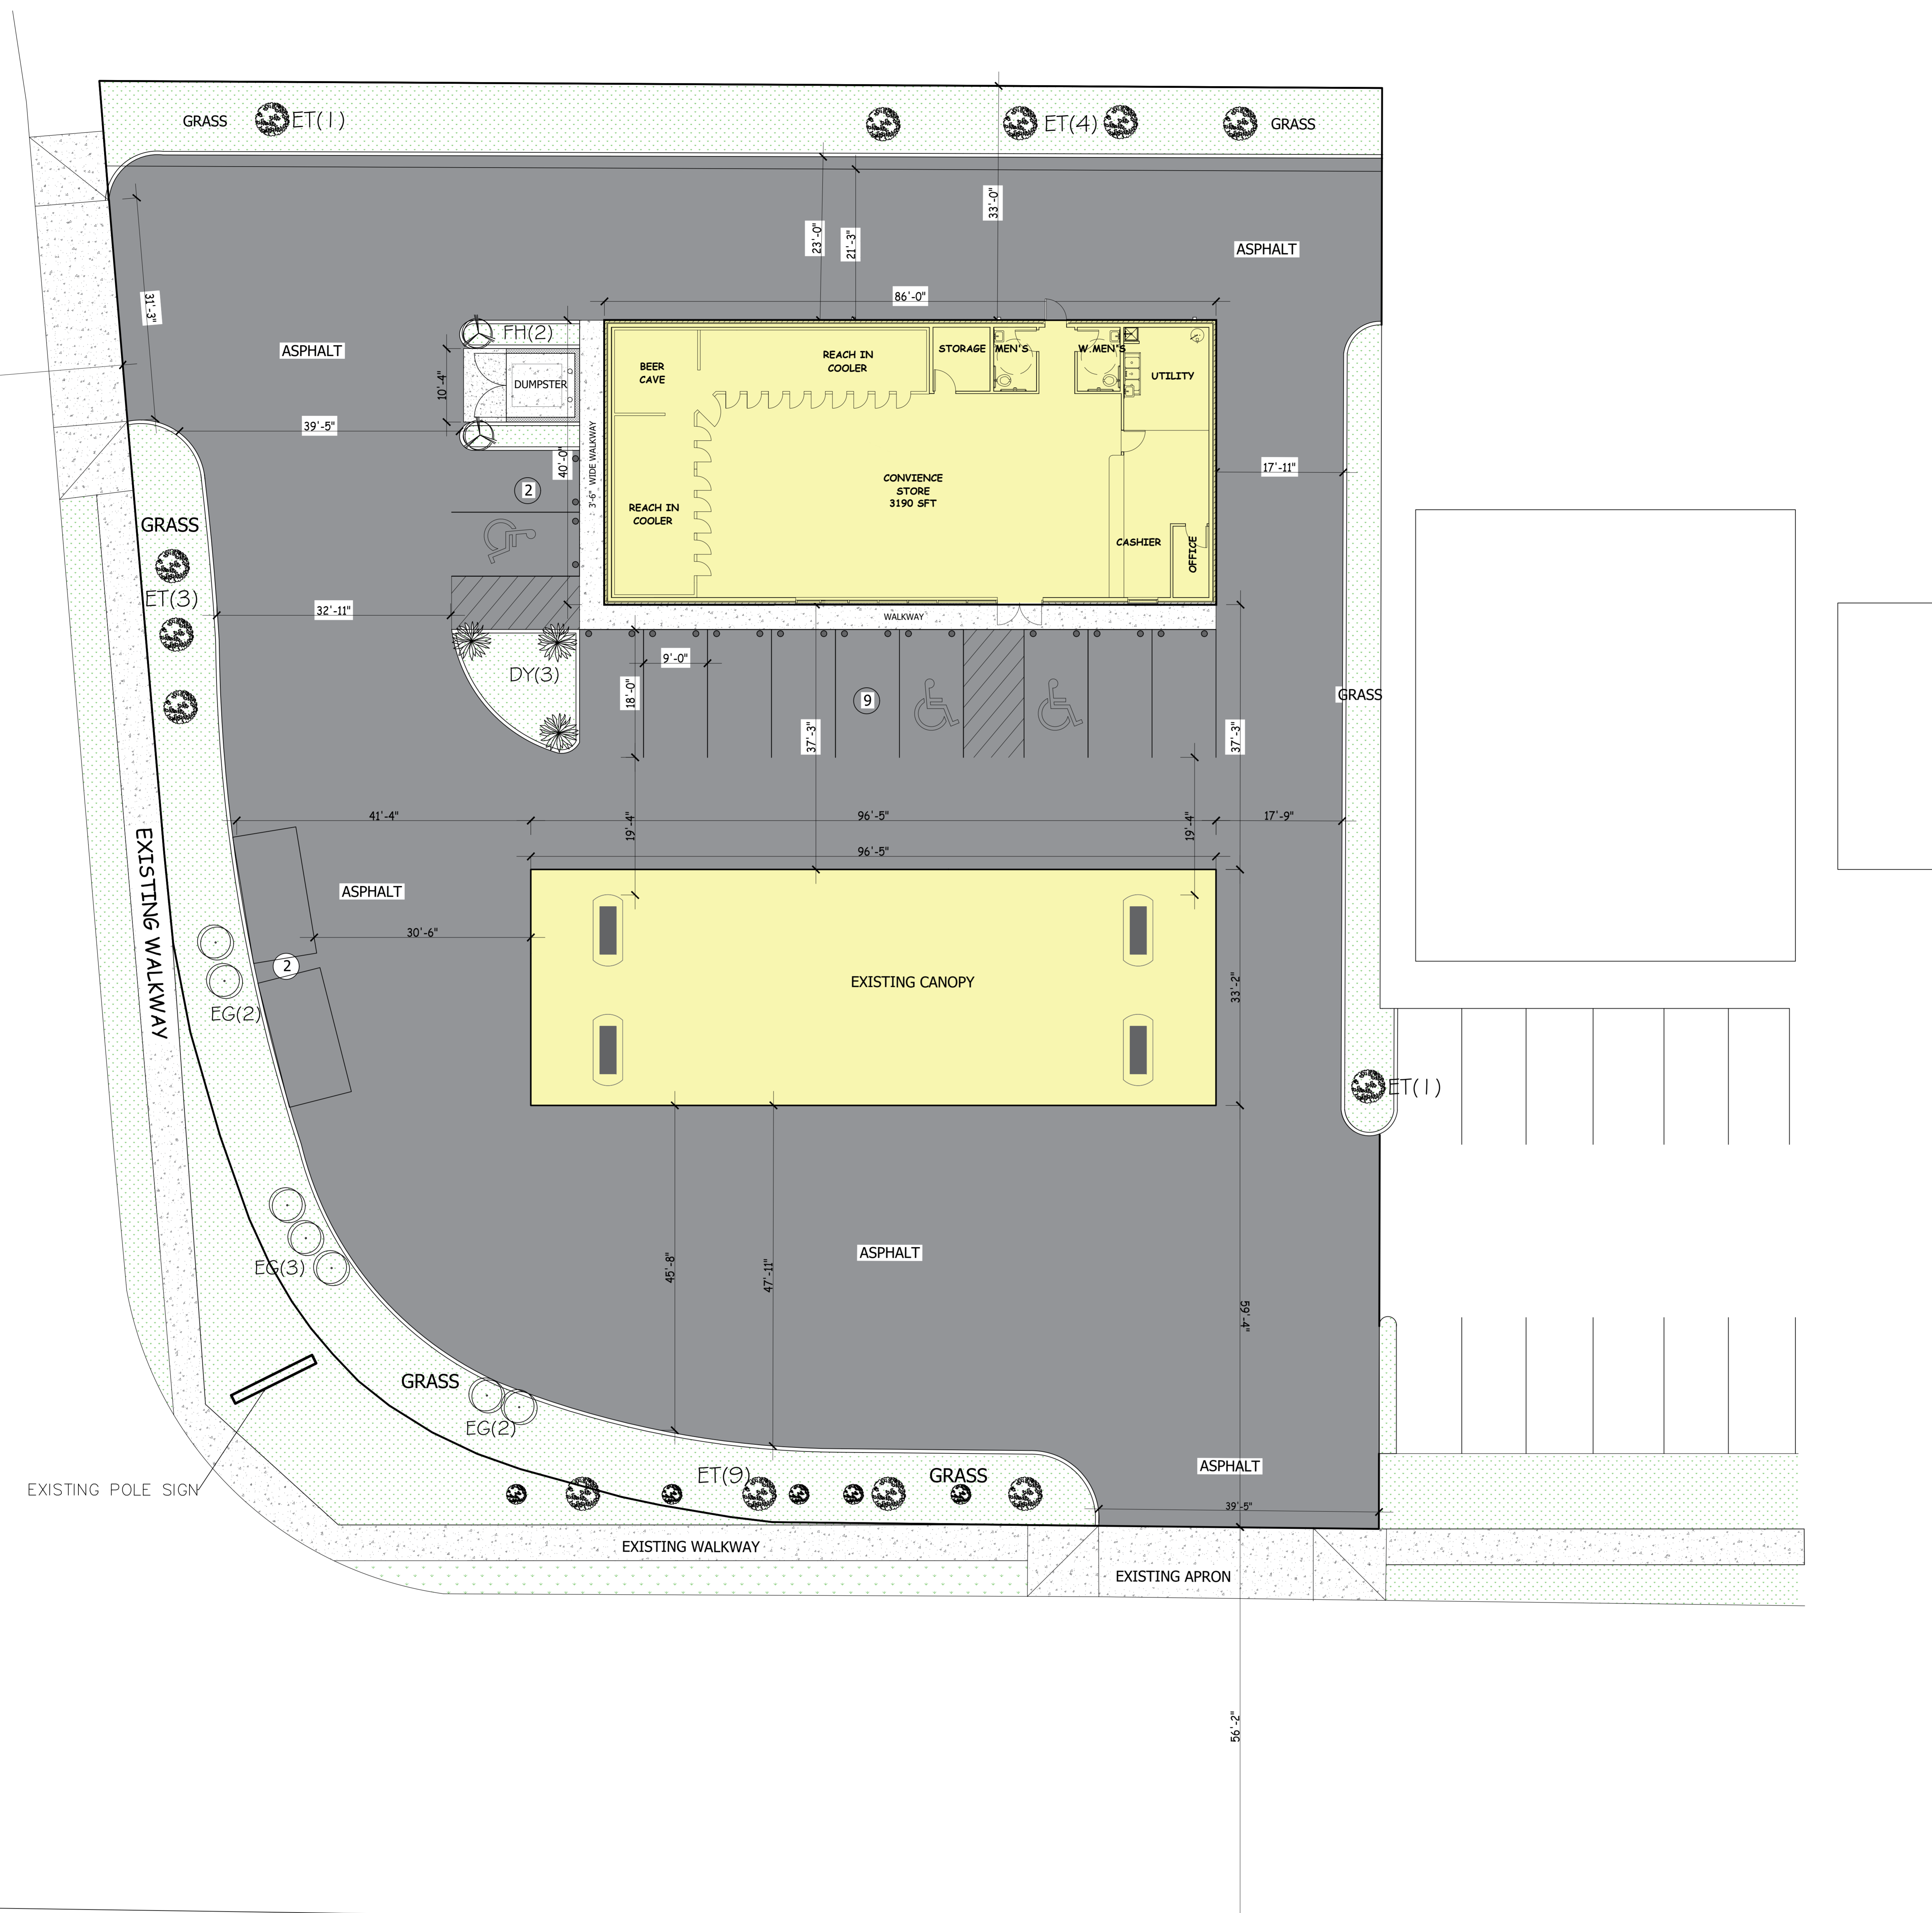 GRASS
ET(1)
ET(4)
GRASS
33'-0"
23'-0"
21'-3"
ASPHALT
31'-3"
86'-0"
FH(2)
ASPHALT
10'-4"
DUMPSTER
BEER
CAVE
REACH IN
COOLER
STORAGE
MEN'S
W.MEN'S
UTILITY
39'-5"
40'-0"
3'-6" WIDE WALKWAY
17'-11"
2
CONVIENCE
STORE
3190 SFT
REACH IN
COOLER
CASHIER
OFFICE
GRASS
ET(3)
32'-11"
WALKWAY
9'-0"
DY(3)
18'-0"
9
37'-3"
37'-3"
GRASS
41'-4"
19'-4"
96'-5"
19'-4"
17'-9"
96'-5"
EXISTING WALKWAY
ASPHALT
30'-6"
2
EXISTING CANOPY
33'-2"
EG(2)
ET(1)
EG(3)
45'-8"
47'-11"
ASPHALT
59'-4"
GRASS
EG(2)
ET(9)
GRASS
ASPHALT
EXISTING POLE SIGN
39'-5"
EXISTING WALKWAY
EXISTING APRON
56'-2"